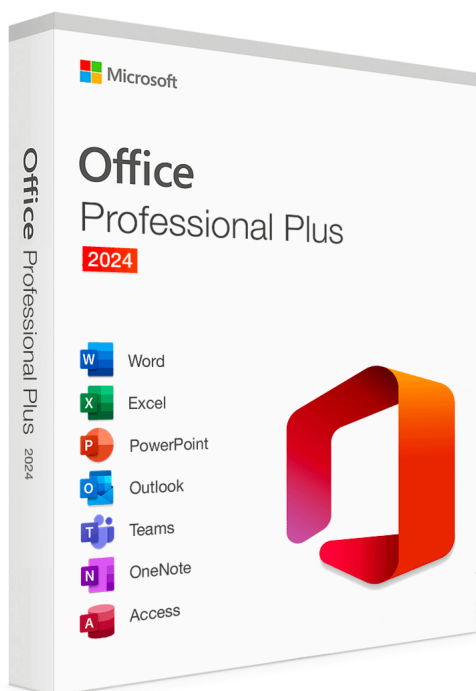 Microsoft
Office
Professional Plus
2024
Office Professional Plus 2024
W Word
X Excel
P PowerPoint
O Outlook
T Teams
N OneNote
A Access